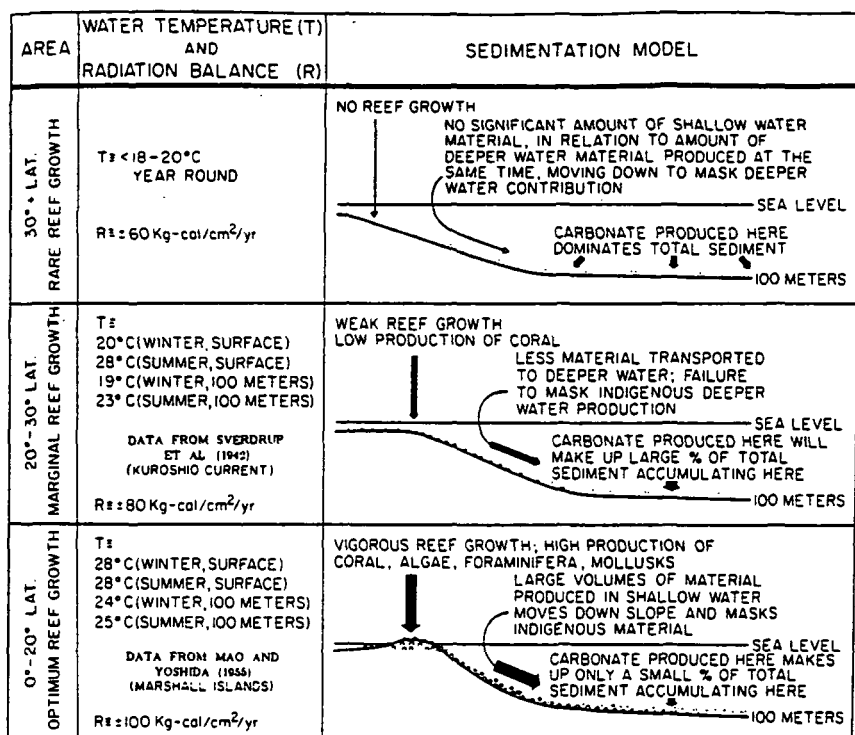 AREA
WATER TEMPERATURE (T)
AND
RADIATION BALANCE (R)
SEDIMENTATION MODEL
30°+ LAT.
RARE REEF GROWTH
T≅ <18-20°C
YEAR ROUND
R≅ ±60 Kg-cal/cm²/yr
NO REEF GROWTH
NO SIGNIFICANT AMOUNT OF SHALLOW WATER
MATERIAL, IN RELATION TO AMOUNT OF
DEEPER WATER MATERIAL PRODUCED AT THE
SAME TIME, MOVING DOWN TO MASK DEEPER
WATER CONTRIBUTION
SEA LEVEL
CARBONATE PRODUCED HERE
DOMINATES TOTAL SEDIMENT
100 METERS
20°-30° LAT.
MARGINAL REEF GROWTH
T≅
20°C (WINTER, SURFACE)
28°C (SUMMER, SURFACE)
19°C (WINTER, 100 METERS)
23°C (SUMMER, 100 METERS)
DATA FROM SVERDRUP
ET AL (1942)
(KUROSHIO CURRENT)
R≅ ±80 Kg-cal/cm²/yr
WEAK REEF GROWTH
LOW PRODUCTION OF CORAL
LESS MATERIAL TRANSPORTED
TO DEEPER WATER; FAILURE
TO MASK INDIGENOUS DEEPER
WATER PRODUCTION
SEA LEVEL
CARBONATE PRODUCED HERE WILL
MAKE UP LARGE % OF TOTAL
SEDIMENT ACCUMULATING HERE
100 METERS
0°-20° LAT.
OPTIMUM REEF GROWTH
T≅
28°C (WINTER, SURFACE)
28°C (SUMMER, SURFACE)
24°C (WINTER, 100 METERS)
25°C (SUMMER, 100 METERS)
DATA FROM MAO AND
YOSHIDA (1955)
(MARSHALL ISLANDS)
R≅ ±100 Kg-cal/cm²/yr
VIGOROUS REEF GROWTH; HIGH PRODUCTION OF
CORAL, ALGAE, FORAMINIFERA, MOLLUSKS
LARGE VOLUMES OF MATERIAL
PRODUCED IN SHALLOW WATER
MOVES DOWN SLOPE AND MASKS
INDIGENOUS MATERIAL
SEA LEVEL
CARBONATE PRODUCED HERE MAKES
UP ONLY A SMALL % OF TOTAL
SEDIMENT ACCUMULATING HERE
100 METERS